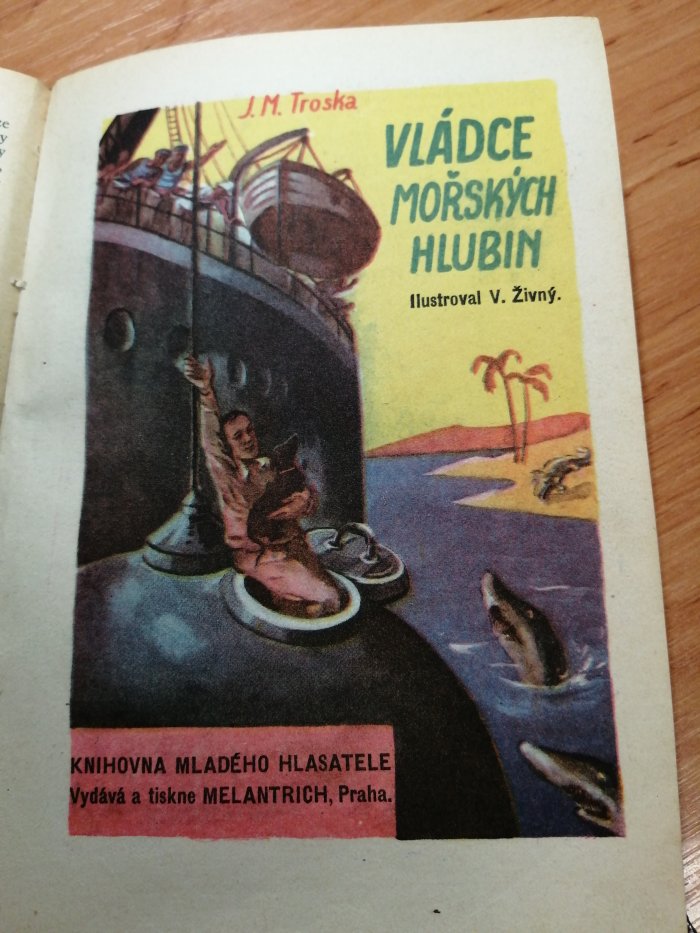 J. M. Troska
VLÁDCE
MOŘSKÝCH
HLUBIN
Ilustroval V. Živný.
KNIHOVNA MLADÉHO HLASATELE
Vydává a tiskne MELANTRICH, Praha.